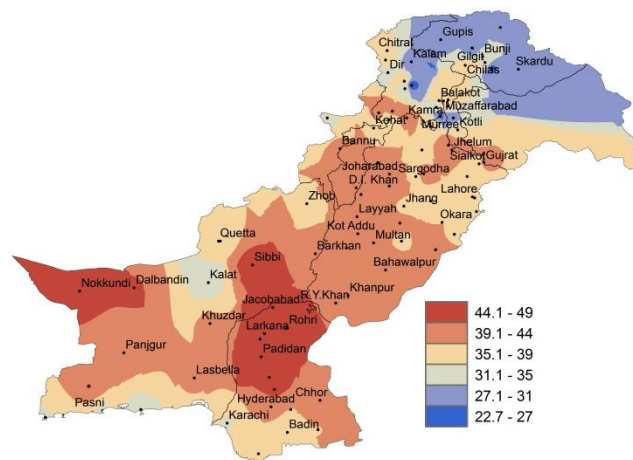 Gupis
Chitral
Kalam
Bunji
Gilgit
Skardu
Dir
Chilas
Balakot
Kamra
Muzaffarabad
Kohat
Murree
Kotli
Bannu
Jhelum
Sialkot
Gujrat
Joharabad
Sargodha
D.I. Khan
Zhob
Layyah
Jhang
Lahore
Okara
Kot Addu
Quetta
Multan
Barkhan
Sibbi
Bahawalpur
Nokkundi
Dalbandin
Kalat
R.Y.Khan
Khanpur
Jacobabad
Khuzdar
Larkana
Rohri
Panjgur
Padidan
Lasbella
Pasni
Hyderabad
Chhor
Karachi
Badin
44.1 - 49
39.1 - 44
35.1 - 39
31.1 - 35
27.1 - 31
22.7 - 27